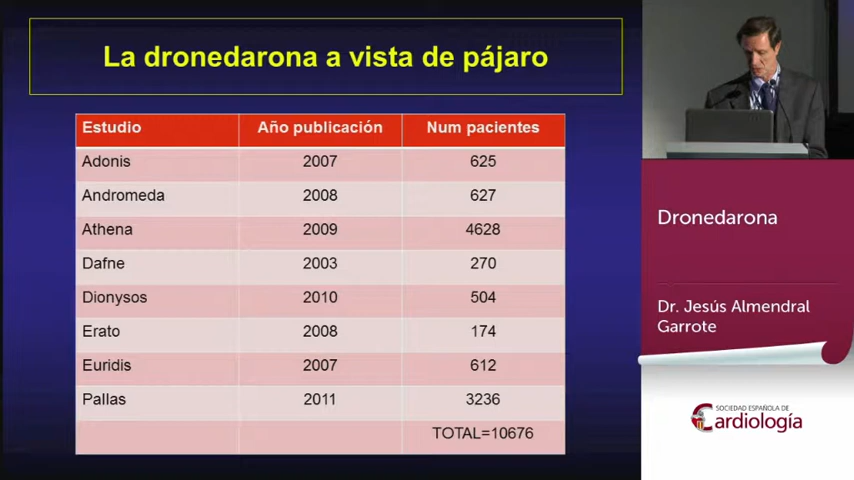 La dronedarona a vista de pájaro
Estudio Año publicación Num pacientes
Adonis 2007 625
Andromeda 2008 627
Athena 2009 4628
Dafne 2003 270
Dionysos 2010 504
Erato 2008 174
Euridis 2007 612
Pallas 2011 3236
TOTAL=10676
Dronedarona
Dr. Jesús Almendral
Garrote
SOCIEDAD ESPAÑOLA DE
Cardiología